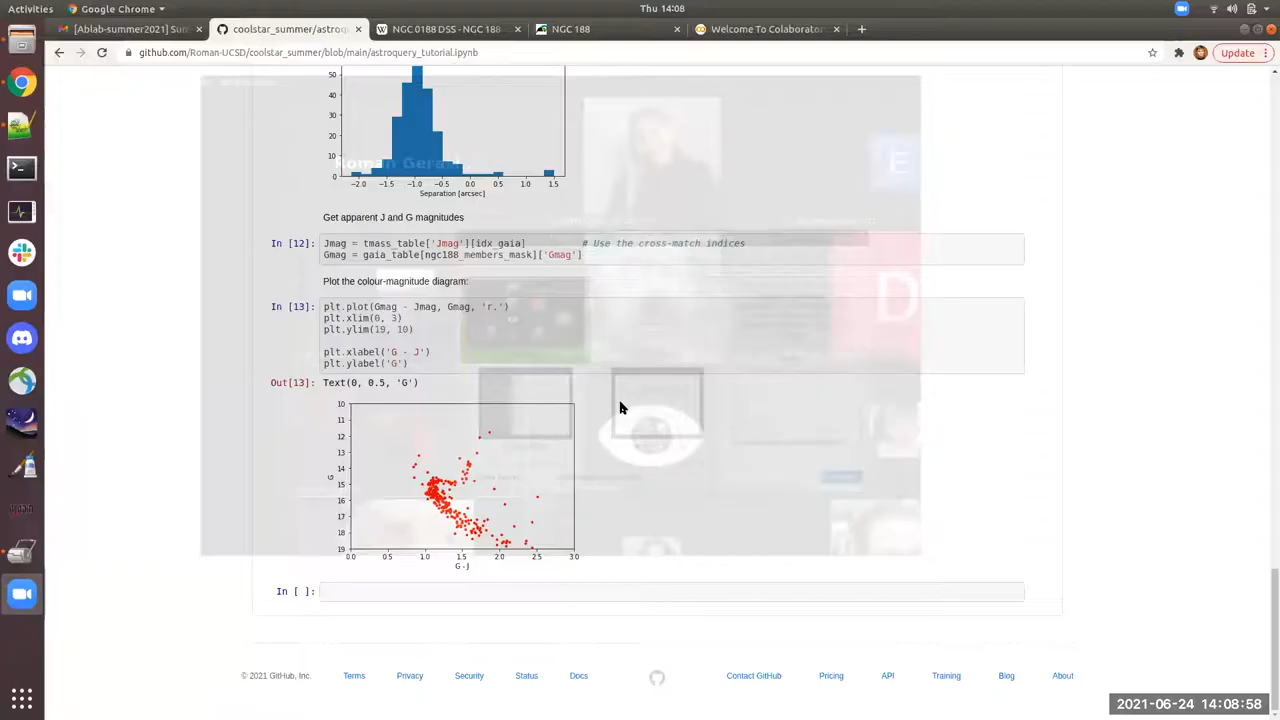 Activities
Google Chrome
Thu 14:08
[Ablab-summer2021] Sun
coolstar_summer/astroq
NGC 0188 DSS - NGC 188
NGC 188
Welcome To Colaborator
github.com/Roman-UCSD/coolstar_summer/blob/main/astroquery_tutorial.ipynb
Update
50
40
30
20
10
0
−2.0 −1.5 −1.0 −0.5 0.0 0.5 1.0 1.5
Separation [arcsec]
Get apparent J and G magnitudes
In [12]: Jmag = tmass_table['Jmag'][idx_gaia] # Use the cross-match indices
Gmag = gaia_table[ngc188_members_mask]['Gmag']
Plot the colour-magnitude diagram:
In [13]: plt.plot(Gmag - Jmag, Gmag, 'r.')
plt.xlim(0, 3)
plt.ylim(19, 10)
plt.xlabel('G - J')
plt.ylabel('G')
Out[13]: Text(0, 0.5, 'G')
10
11
12
13
14
G
15
16
17
18
19
0.0 0.5 1.0 1.5 2.0 2.5 3.0
G - J
In [ ]:
E
D
© 2021 GitHub, Inc.
Terms
Privacy
Security
Status
Docs
Contact GitHub
Pricing
API
Training
Blog
About
2021-06-24 14:08:58